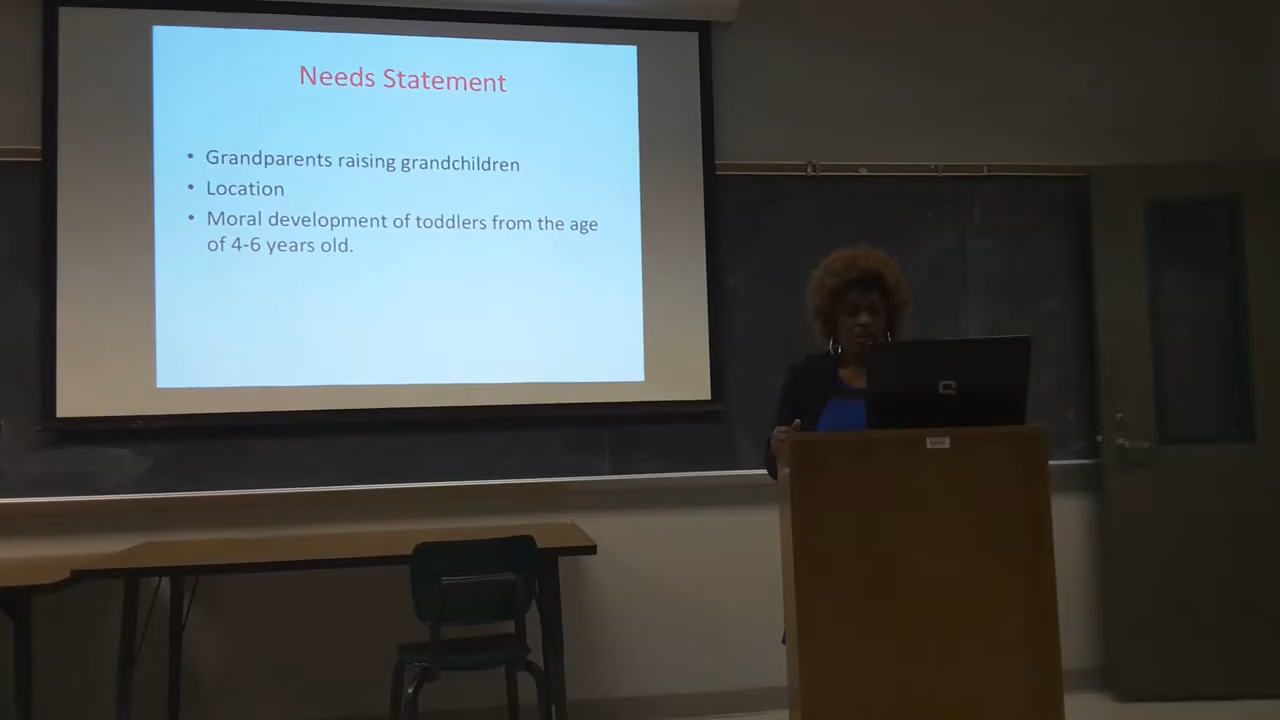 Needs Statement
• Grandparents raising grandchildren
• Location
• Moral development of toddlers from the age
of 4-6 years old.